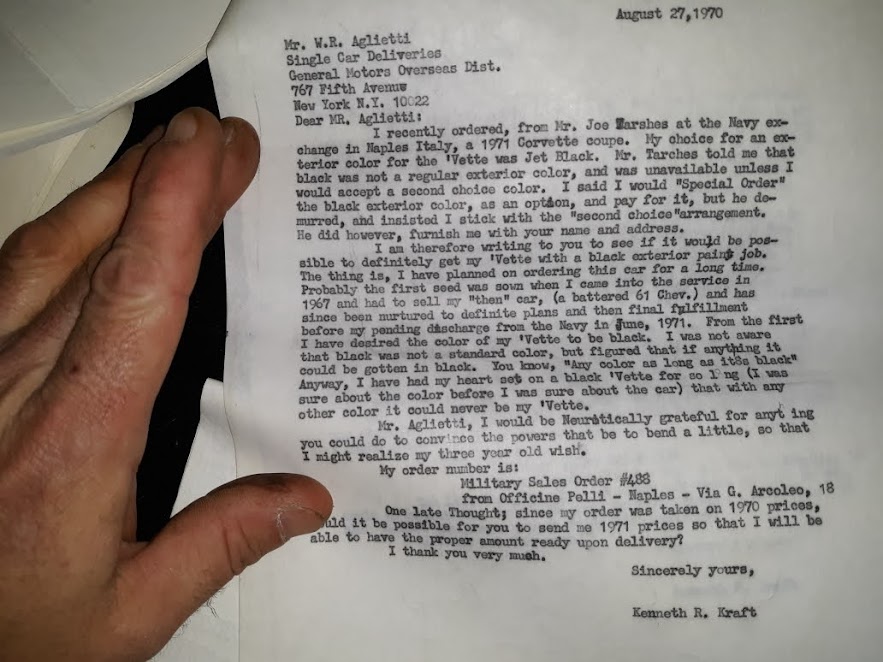 August 27,1970
Mr. W.R. Aglietti
Single Car Deliveries
General Motors Overseas Dist.
767 Fifth Avenue
New York N.Y. 10022
Dear MR. Aglietti:
I recently ordered, from Mr. Joe Tarshes at the Navy ex-
change in Naples Italy, a 1971 Corvette coupe. My choice for an ex-
terior color for the 'Vette was Jet Black. Mr. Tarches told me that
black was not a regular exterior color, and was unavailable unless I
would accept a second choice color. I said I would "Special Order"
the black exterior color, as an option, and pay for it, but he de-
murred, and insisted I stick with the "second choice"arrangement.
He did however, furnish me with your name and address.
I am therefore writing to you to see if it would be pos-
sible to definitely get my 'Vette with a black exterior paint job.
The thing is, I have planned on ordering this car for a long time.
Probably the first seed was sown when I came into the service in
1967 and had to sell my "then" car, (a battered 61 Chev.) and has
since been nurtured to definite plans and then final fulfillment
before my pending discharge from the Navy in June, 1971. From the first
I have desired the color of my 'Vette to be black. I was not aware
that black was not a standard color, but figured that if anything it
could be gotten in black. You know, "Any color as long as it8s black"
Anyway, I have had my heart set on a black 'Vette for so long (I was
sure about the color before I was sure about the car) that with any
other color it could never be my 'Vette.
Mr. Aglietti, I would be Neurätically grateful for anyt ing
you could do to convince the powers that be to bend a little, so that
I might realize my three year old wish.
My order number is:
Military Sales Order #488
from Officine Pelli - Naples - Via G. Arcoleo, 18
One late Thought; since my order was taken on 1970 prices,
uld it be possible for you to send me 1971 prices so that I will be
able to have the proper amount ready upon delivery?
I thank you very much.
Sincerely yours,
Kenneth R. Kraft